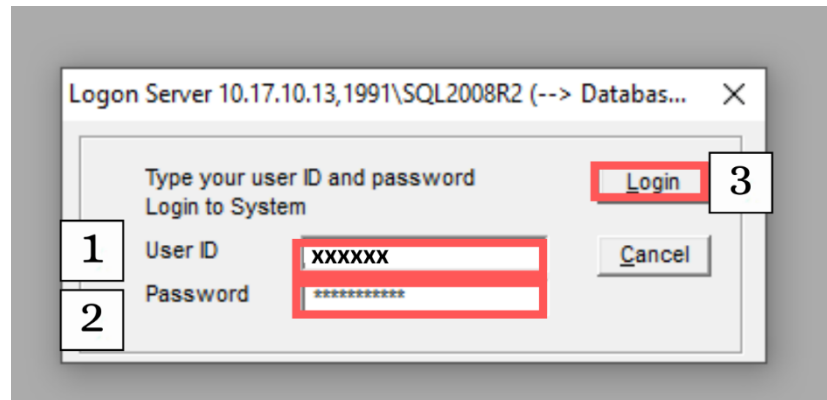 Logon Server 10.17.10.13,1991\SQL2008R2 (--> Databas...
Type your user ID and password
Login to System
Login
3
1
User ID
xxxxxx
Cancel
2
Password
***********